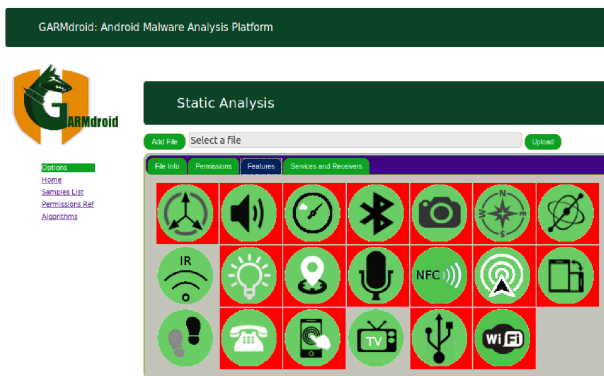 GARMdroid: Android Malware Analysis Platform
GARMdroid
Static Analysis
Add File
Select a file
Upload
Options
Home
Samples List
Permissions Ref
Algorithms
File Info
Permissions
Features
Services and Receivers
N
W
E
S
IR
NFC
TV
WiFi